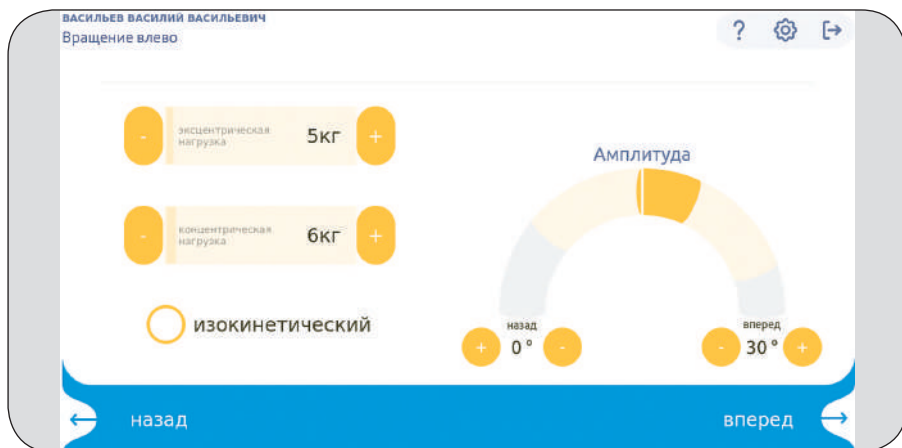 ВАСИЛЬЕВ ВАСИЛИЙ ВАСИЛЬЕВИЧ
Вращение влево
?
- эксцентрическая нагрузка 5кг +
Амплитуда
- концентрическая нагрузка 6кг +
изокинетический
назад
+ 0 ° -
вперед
- 30 ° +
назад
вперед